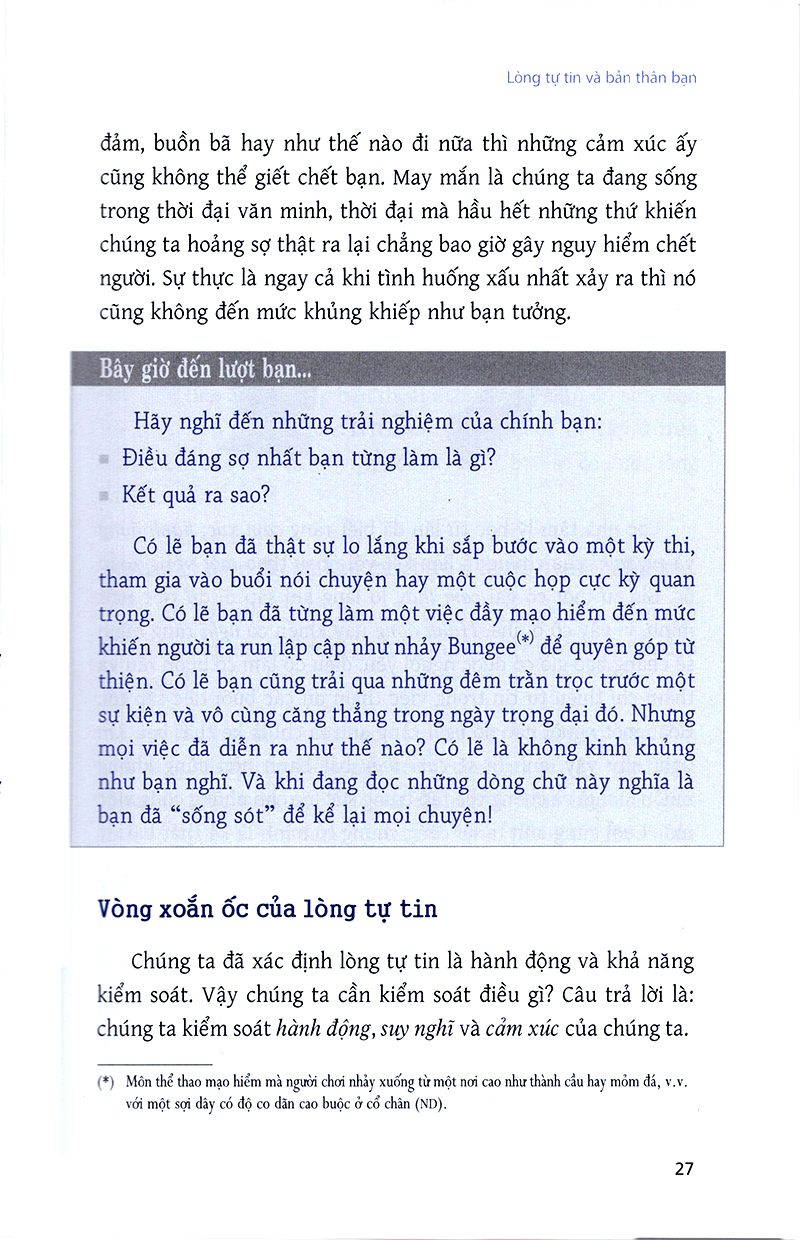 Lòng tự tin và bản thân bạn
đảm, buồn bã hay như thế nào đi nữa thì những cảm xúc ấy
cũng không thể giết chết bạn. May mắn là chúng ta đang sống
trong thời đại văn minh, thời đại mà hầu hết những thứ khiến
chúng ta hoảng sợ thật ra lại chẳng bao giờ gây nguy hiểm chết
người. Sự thực là ngay cả khi tình huống xấu nhất xảy ra thì nó
cũng không đến mức khủng khiếp như bạn tưởng.
Bây giờ đến lượt bạn...
Hãy nghĩ đến những trải nghiệm của chính bạn:
▪ Điều đáng sợ nhất bạn từng làm là gì?
▪ Kết quả ra sao?
Có lẽ bạn đã thật sự lo lắng khi sắp bước vào một kỳ thi,
tham gia vào buổi nói chuyện hay một cuộc họp cực kỳ quan
trọng. Có lẽ bạn đã từng làm một việc đầy mạo hiểm đến mức
khiến người ta run lập cập như nhảy Bungee(*) để quyên góp từ
thiện. Có lẽ bạn cũng trải qua những đêm trằn trọc trước một
sự kiện và vô cùng căng thẳng trong ngày trọng đại đó. Nhưng
mọi việc đã diễn ra như thế nào? Có lẽ là không kinh khủng
như bạn nghĩ. Và khi đang đọc những dòng chữ này nghĩa là
bạn đã “sống sót” để kể lại mọi chuyện!
Vòng xoắn ốc của lòng tự tin
Chúng ta đã xác định lòng tự tin là hành động và khả năng
kiểm soát. Vậy chúng ta cần kiểm soát điều gì? Câu trả lời là:
chúng ta kiểm soát hành động, suy nghĩ và cảm xúc của chúng ta.
(*) Môn thể thao mạo hiểm mà người chơi nhảy xuống từ một nơi cao như thành cầu hay mỏm đá, v.v.
với một sợi dây có độ co dãn cao buộc ở cổ chân (ND).
27